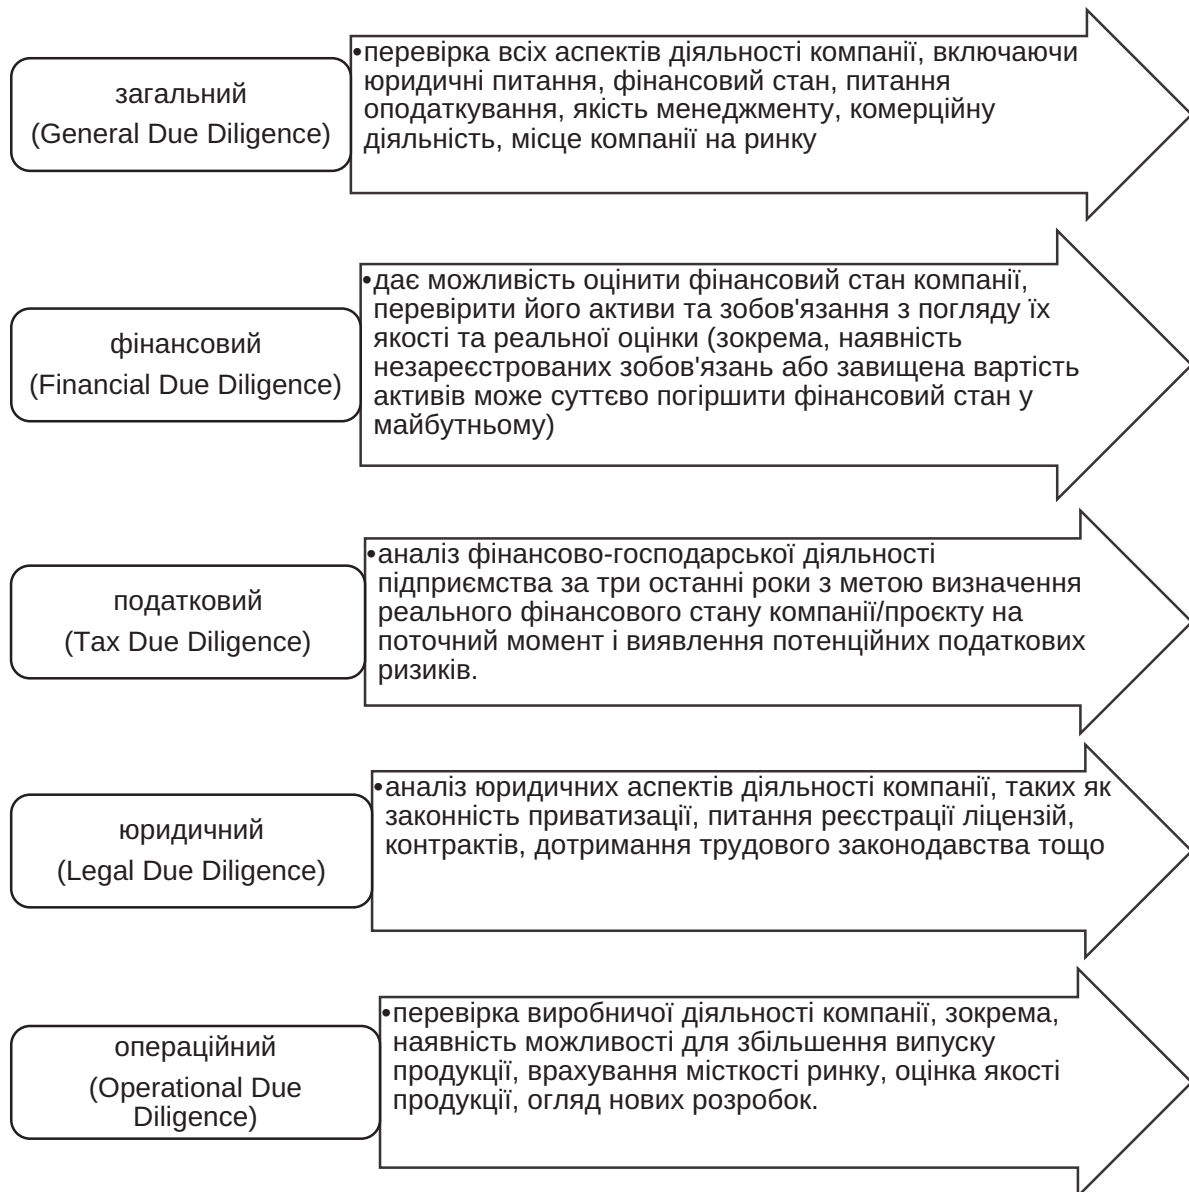 загальний
(General Due Diligence)
•перевірка всіх аспектів діяльності компанії, включаючи
юридичні питання, фінансовий стан, питання
оподаткування, якість менеджменту, комерційну
діяльність, місце компанії на ринку
фінансовий
(Financial Due Diligence)
•дає можливість оцінити фінансовий стан компанії,
перевірити його активи та зобов'язання з погляду їх
якості та реальної оцінки (зокрема, наявність
незареєстрованих зобов'язань або завищена вартість
активів може суттєво погіршити фінансовий стан у
майбутньому)
податковий
(Tax Due Diligence)
•аналіз фінансово-господарської діяльності
підприємства за три останні роки з метою визначення
реального фінансового стану компанії/проєкту на
поточний момент і виявлення потенційних податкових
ризиків.
юридичний
(Legal Due Diligence)
•аналіз юридичних аспектів діяльності компанії, таких як
законність приватизації, питання реєстрації ліцензій,
контрактів, дотримання трудового законодавства тощо
операційний
(Operational Due
Diligence)
•перевірка виробничої діяльності компанії, зокрема,
наявність можливості для збільшення випуску
продукції, врахування місткості ринку, оцінка якості
продукції, огляд нових розробок.